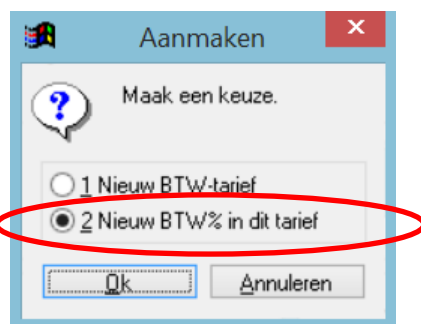 Aanmaken
Maak een keuze.
1 Nieuw BTW-tarief
2 Nieuw BTW% in dit tarief
Ok
Annuleren